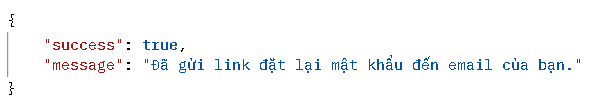 {
"success": true,
"message": "Đã gửi link đặt lại mật khẩu đến email của bạn."
}